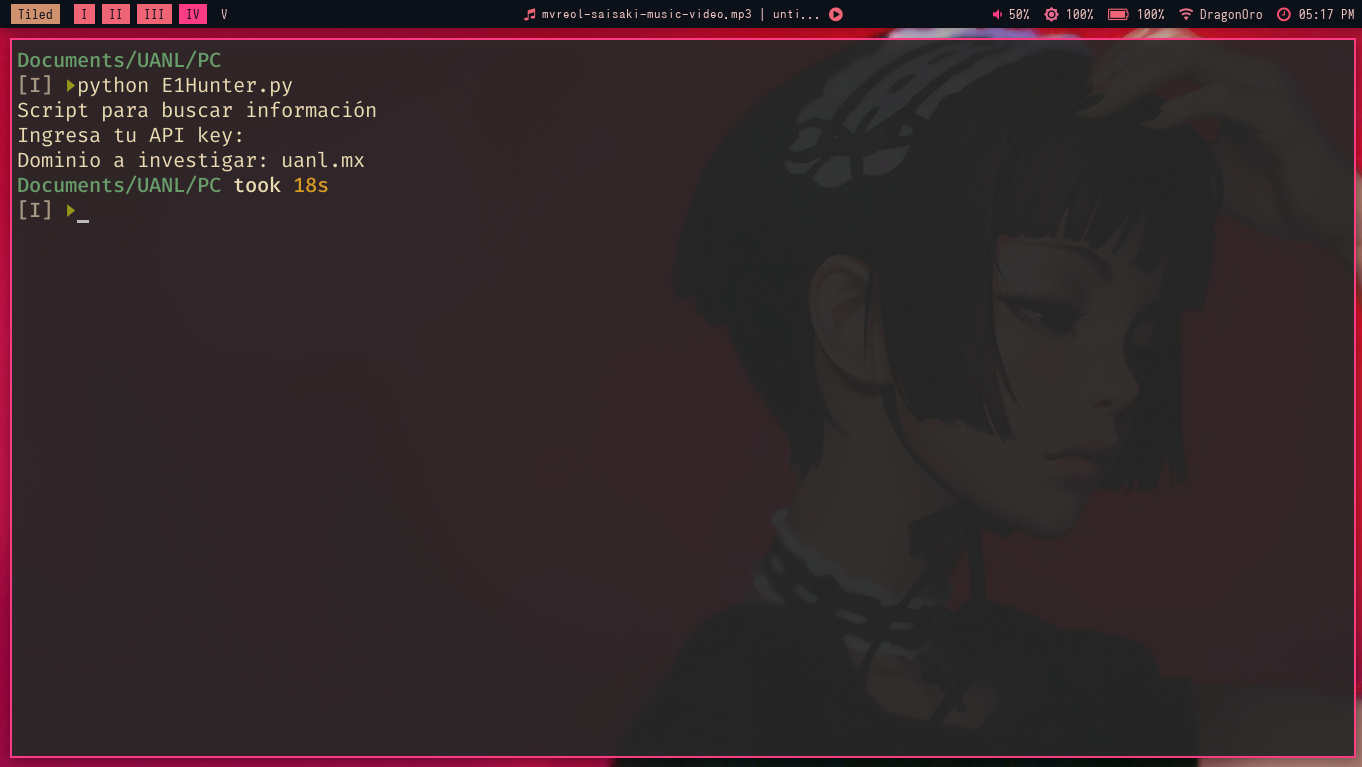 Tiled I II III IV V mvreol-saisaki-music-video.mp3 | unti... 50% 100% 100% DragonOro 05:17 PM
Documents/UANL/PC
[I] python E1Hunter.py
Script para buscar información
Ingresa tu API key:
Dominio a investigar: uanl.mx
Documents/UANL/PC took 18s
[I] _